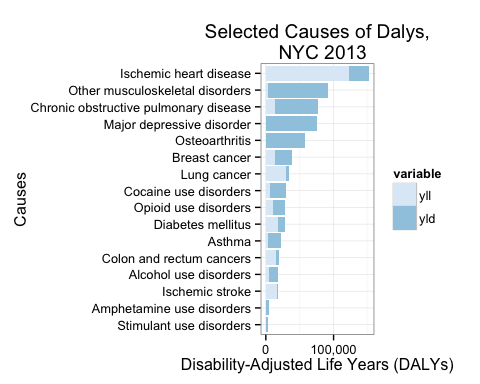 Selected Causes of Dalys,
NYC 2013
Causes
Ischemic heart disease
Other musculoskeletal disorders
Chronic obstructive pulmonary disease
Major depressive disorder
Osteoarthritis
Breast cancer
Lung cancer
Cocaine use disorders
Opioid use disorders
Diabetes mellitus
Asthma
Colon and rectum cancers
Alcohol use disorders
Ischemic stroke
Amphetamine use disorders
Stimulant use disorders
variable
yll
yld
0 100,000
Disability-Adjusted Life Years (DALYs)